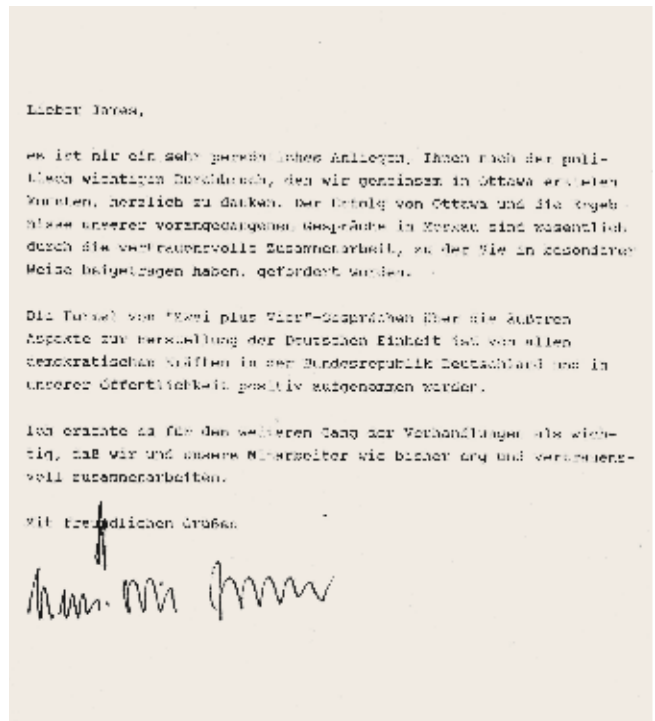 Lieber James,
es ist mir ein sehr persönliches Anliegen, Ihnen nach der poli-
tisch wichtigen Durchbruch, den wir gemeinsam in Ottawa erzielen
konnten, herzlich zu danken. Der Erfolg von Ottawa und die Ergeb-
nisse unserer vorangegangenen Gespräche in Moskau sind wesentlich
durch die vertrauensvolle Zusammenarbeit, zu der Sie in besonderer
Weise beigetragen haben, gefördert worden.
Die Formel von "Zwei plus Vier"-Gesprächen über die äußeren
Aspekte zur Herstellung der Deutschen Einheit ist von allen
demokratischen Kräften in der Bundesrepublik Deutschland und in
unserer Öffentlichkeit positiv aufgenommen worden.
Ich erachte es für den weiteren Gang der Verhandlungen als wich-
tig, daß wir und unsere Mitarbeiter wie bisher eng und vertrauens-
voll zusammenarbeiten.
Mit freundlichen Grüßen